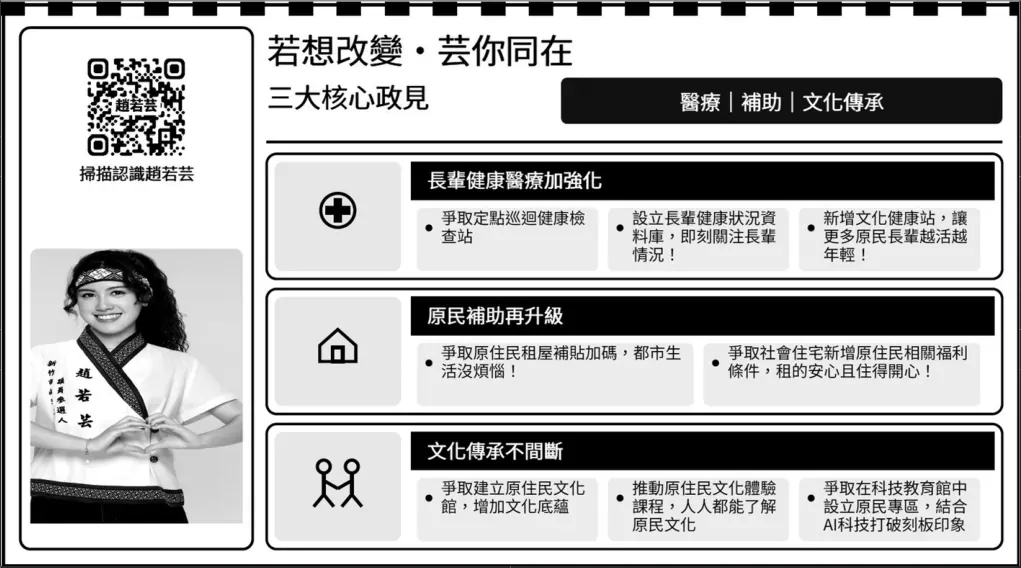 趙若芸
掃描認識趙若芸
趙若芸
議員參選人
新竹市
若想改變・芸你同在
三大核心政見
醫療｜補助｜文化傳承
長輩健康醫療加強化
• 爭取定點巡迴健康檢
查站
• 設立長輩健康狀況資
料庫，即刻關注長輩
情況！
• 新增文化健康站，讓
更多原民長輩越活越
年輕！
原民補助再升級
• 爭取原住民租屋補貼加碼，都市生
活沒煩惱！
• 爭取社會住宅新增原住民相關福利
條件，租的安心且住得開心！
文化傳承不間斷
• 爭取建立原住民文化
館，增加文化底蘊
• 推動原住民文化體驗
課程，人人都能了解
原民文化
• 爭取在科技教育館中
設立原民專區，結合
AI科技打破刻板印象